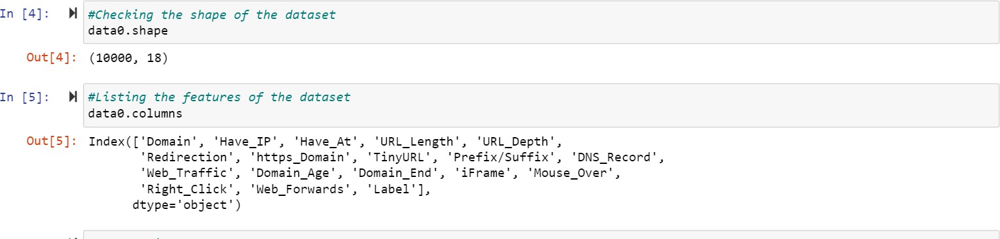 In [4]: #Checking the shape of the dataset
data0.shape
Out[4]: (10000, 18)
In [5]: #Listing the features of the dataset
data0.columns
Out[5]: Index(['Domain', 'Have_IP', 'Have_At', 'URL_Length', 'URL_Depth',
'Redirection', 'https_Domain', 'TinyURL', 'Prefix/Suffix', 'DNS_Record',
'Web_Traffic', 'Domain_Age', 'Domain_End', 'iFrame', 'Mouse_Over',
'Right_Click', 'Web_Forwards', 'Label'],
dtype='object')